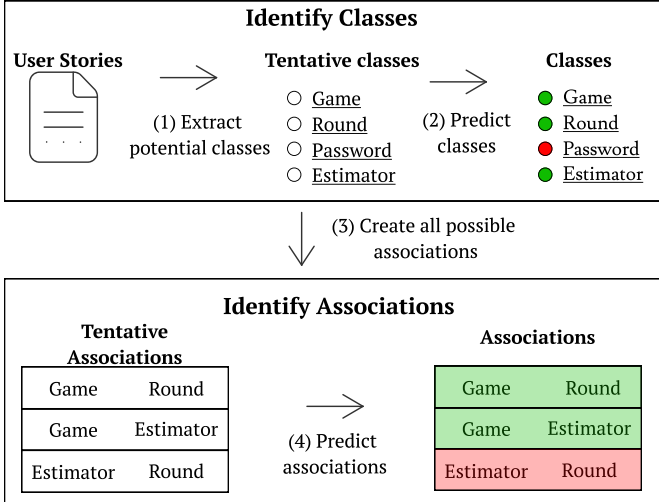 Identify Classes
User Stories
Tentative classes
Classes
(1) Extract
potential classes
Game
Round
Password
Estimator
(2) Predict
classes
Game
Round
Password
Estimator
(3) Create all possible
associations
Identify Associations
Tentative
Associations
Game Round
Game Estimator
Estimator Round
(4) Predict
associations
Associations
Game Round
Game Estimator
Estimator Round